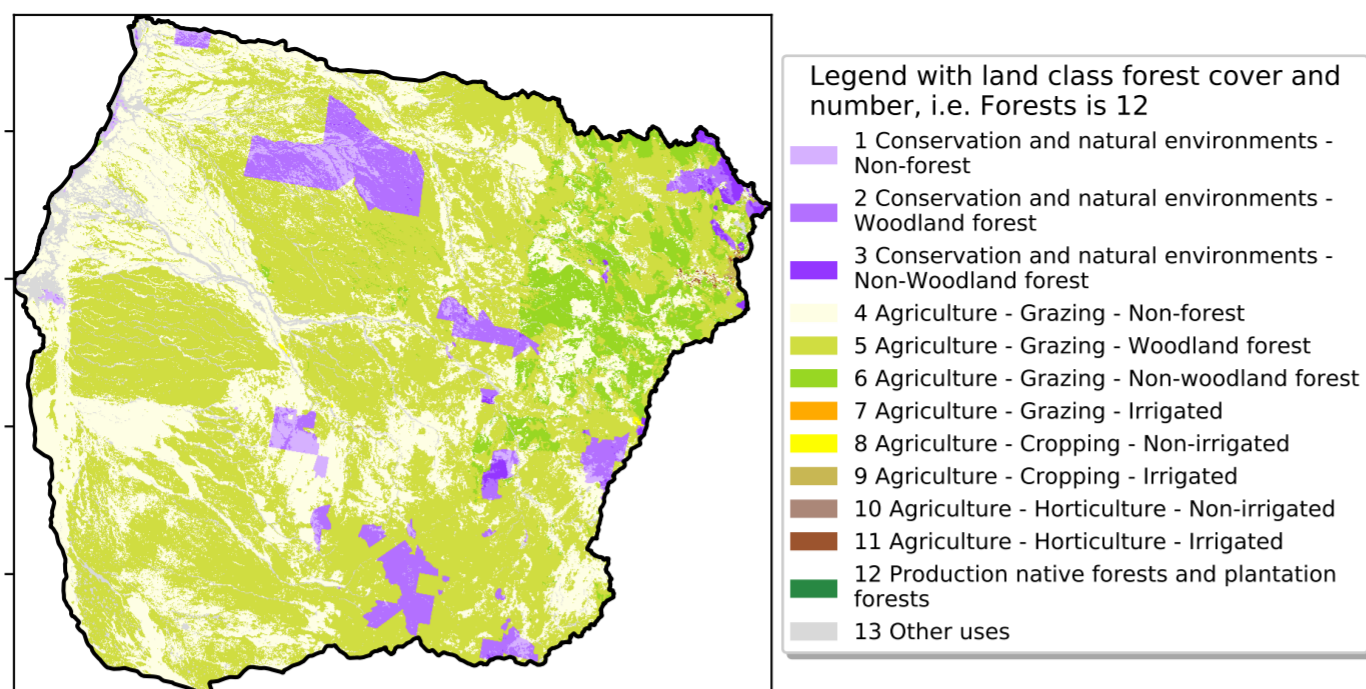 Legend with land class forest cover and
number, i.e. Forests is 12
1 Conservation and natural environments -
Non-forest
2 Conservation and natural environments -
Woodland forest
3 Conservation and natural environments -
Non-Woodland forest
4 Agriculture - Grazing - Non-forest
5 Agriculture - Grazing - Woodland forest
6 Agriculture - Grazing - Non-woodland forest
7 Agriculture - Grazing - Irrigated
8 Agriculture - Cropping - Non-irrigated
9 Agriculture - Cropping - Irrigated
10 Agriculture - Horticulture - Non-irrigated
11 Agriculture - Horticulture - Irrigated
12 Production native forests and plantation
forests
13 Other uses